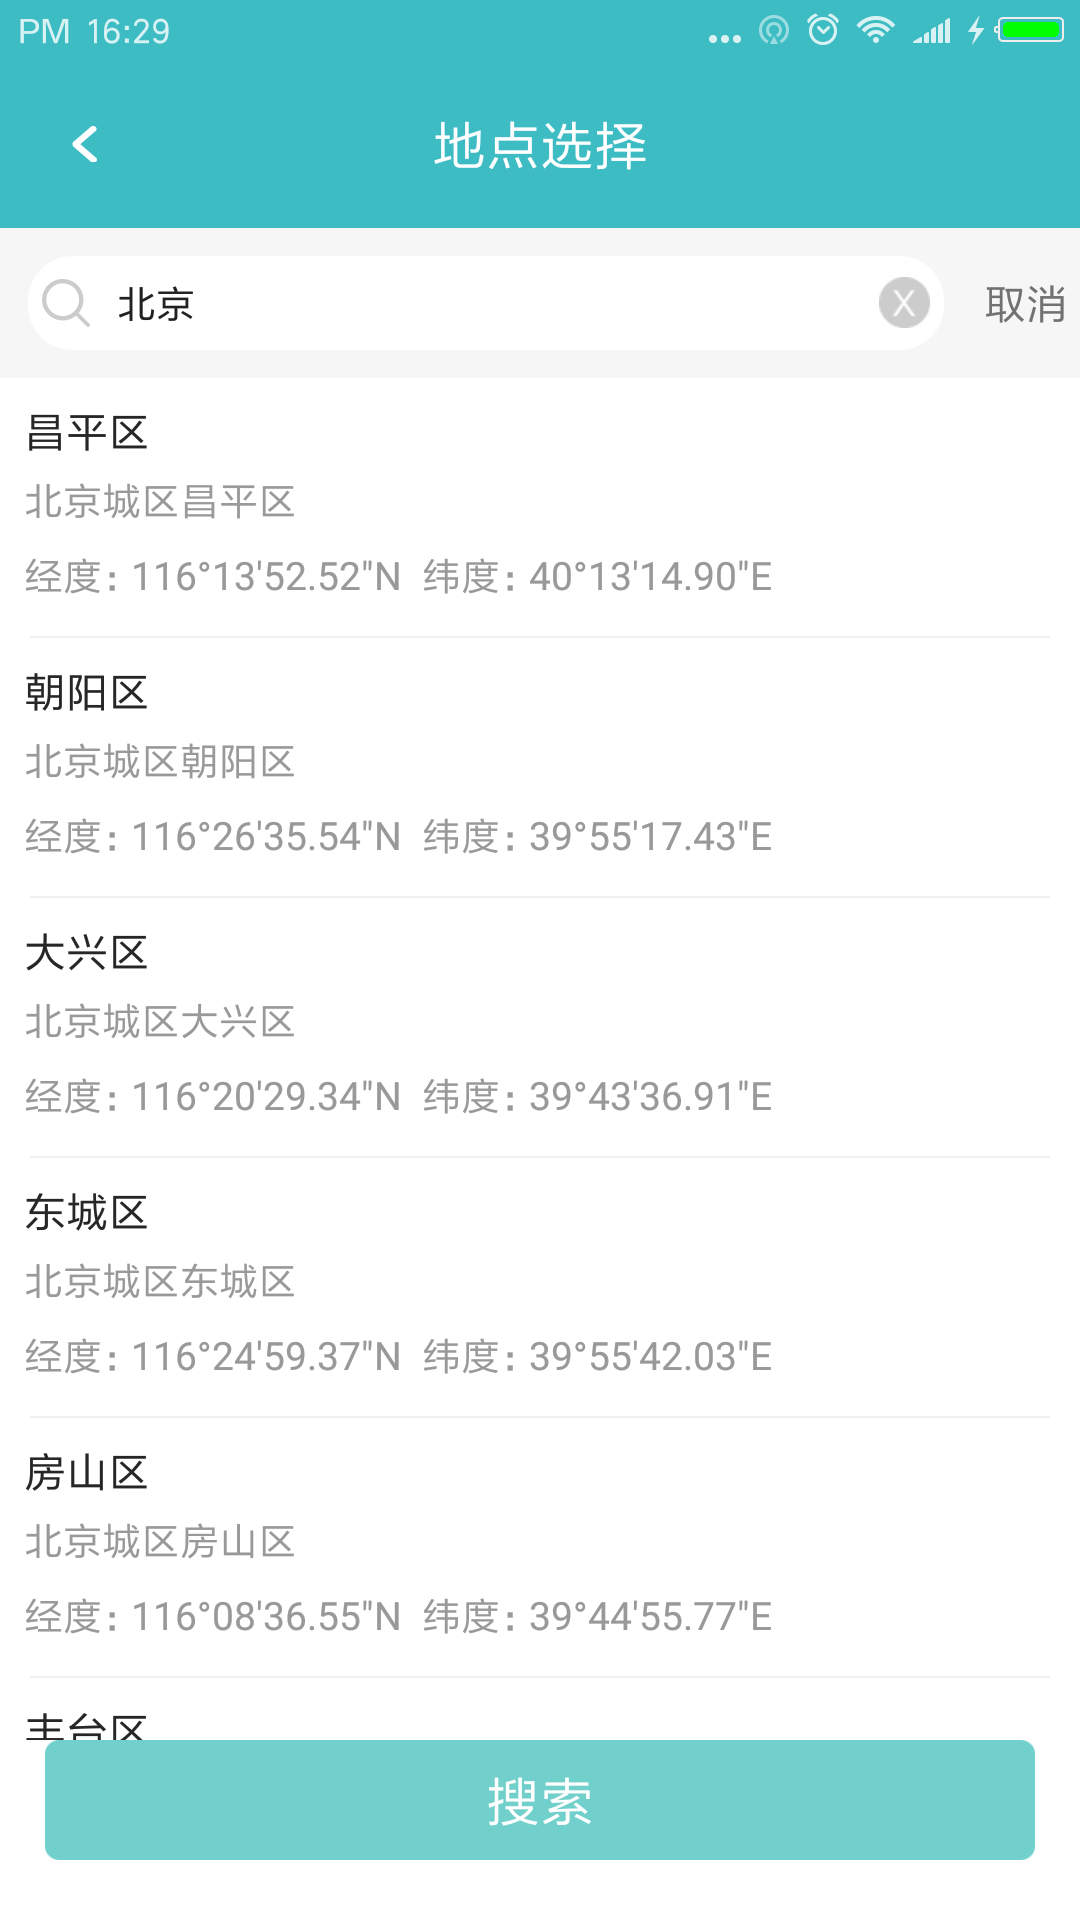 PM 16:29
地点选择
北京
X
取消
昌平区
北京城区昌平区
经度: 116°13'52.52"N 纬度: 40°13'14.90"E
朝阳区
北京城区朝阳区
经度: 116°26'35.54"N 纬度: 39°55'17.43"E
大兴区
北京城区大兴区
经度: 116°20'29.34"N 纬度: 39°43'36.91"E
东城区
北京城区东城区
经度: 116°24'59.37"N 纬度: 39°55'42.03"E
房山区
北京城区房山区
经度: 116°08'36.55"N 纬度: 39°44'55.77"E
丰台区
搜索